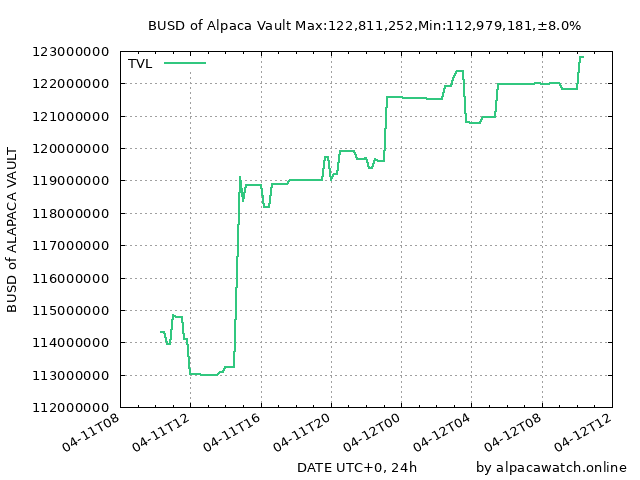 BUSD of Alpaca Vault Max:122,811,252,Min:112,979,181,±8.0%
TVL
123000000
122000000
121000000
120000000
119000000
118000000
117000000
116000000
115000000
114000000
113000000
112000000
BUSD of ALAPACA VAULT
04-11T08
04-11T12
04-11T16
04-11T20
04-12T00
04-12T04
04-12T08
04-12T12
DATE UTC+0, 24h
by alpacawatch.online